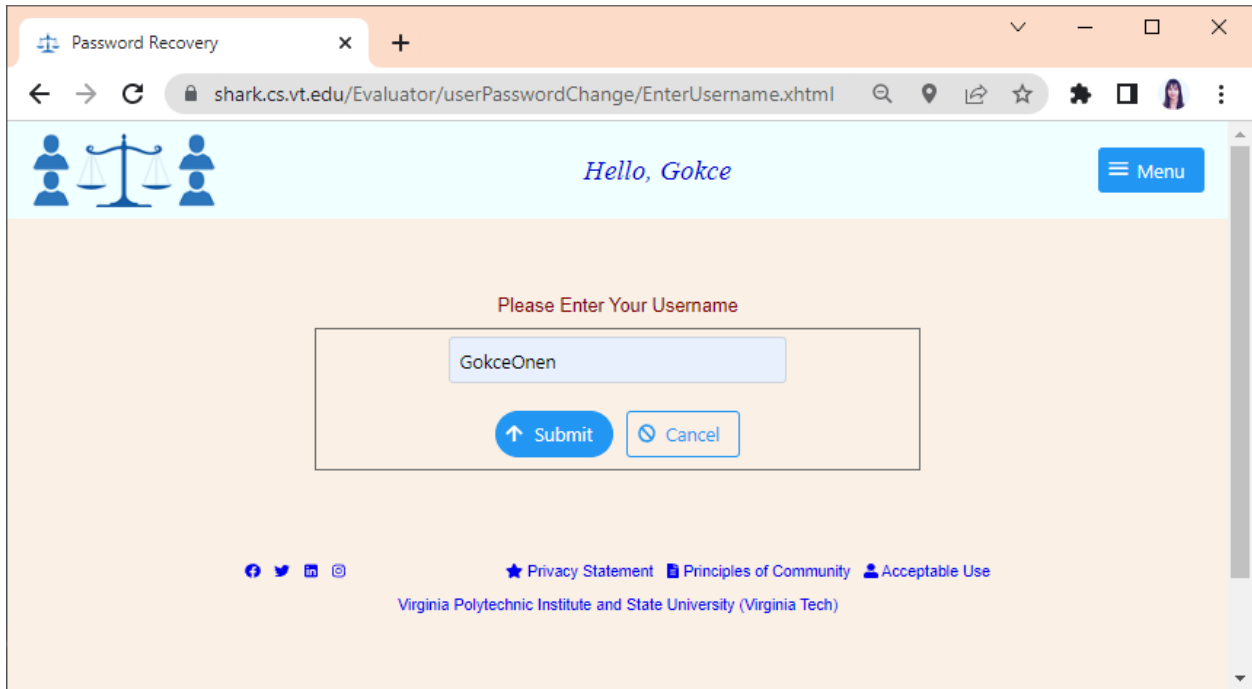 Password Recovery
shark.cs.vt.edu/Evaluator/userPasswordChange/EnterUsername.xhtml
Hello, Gokce
Menu
Please Enter Your Username
GokceOnen
Submit Cancel
Privacy Statement Principles of Community Acceptable Use
Virginia Polytechnic Institute and State University (Virginia Tech)